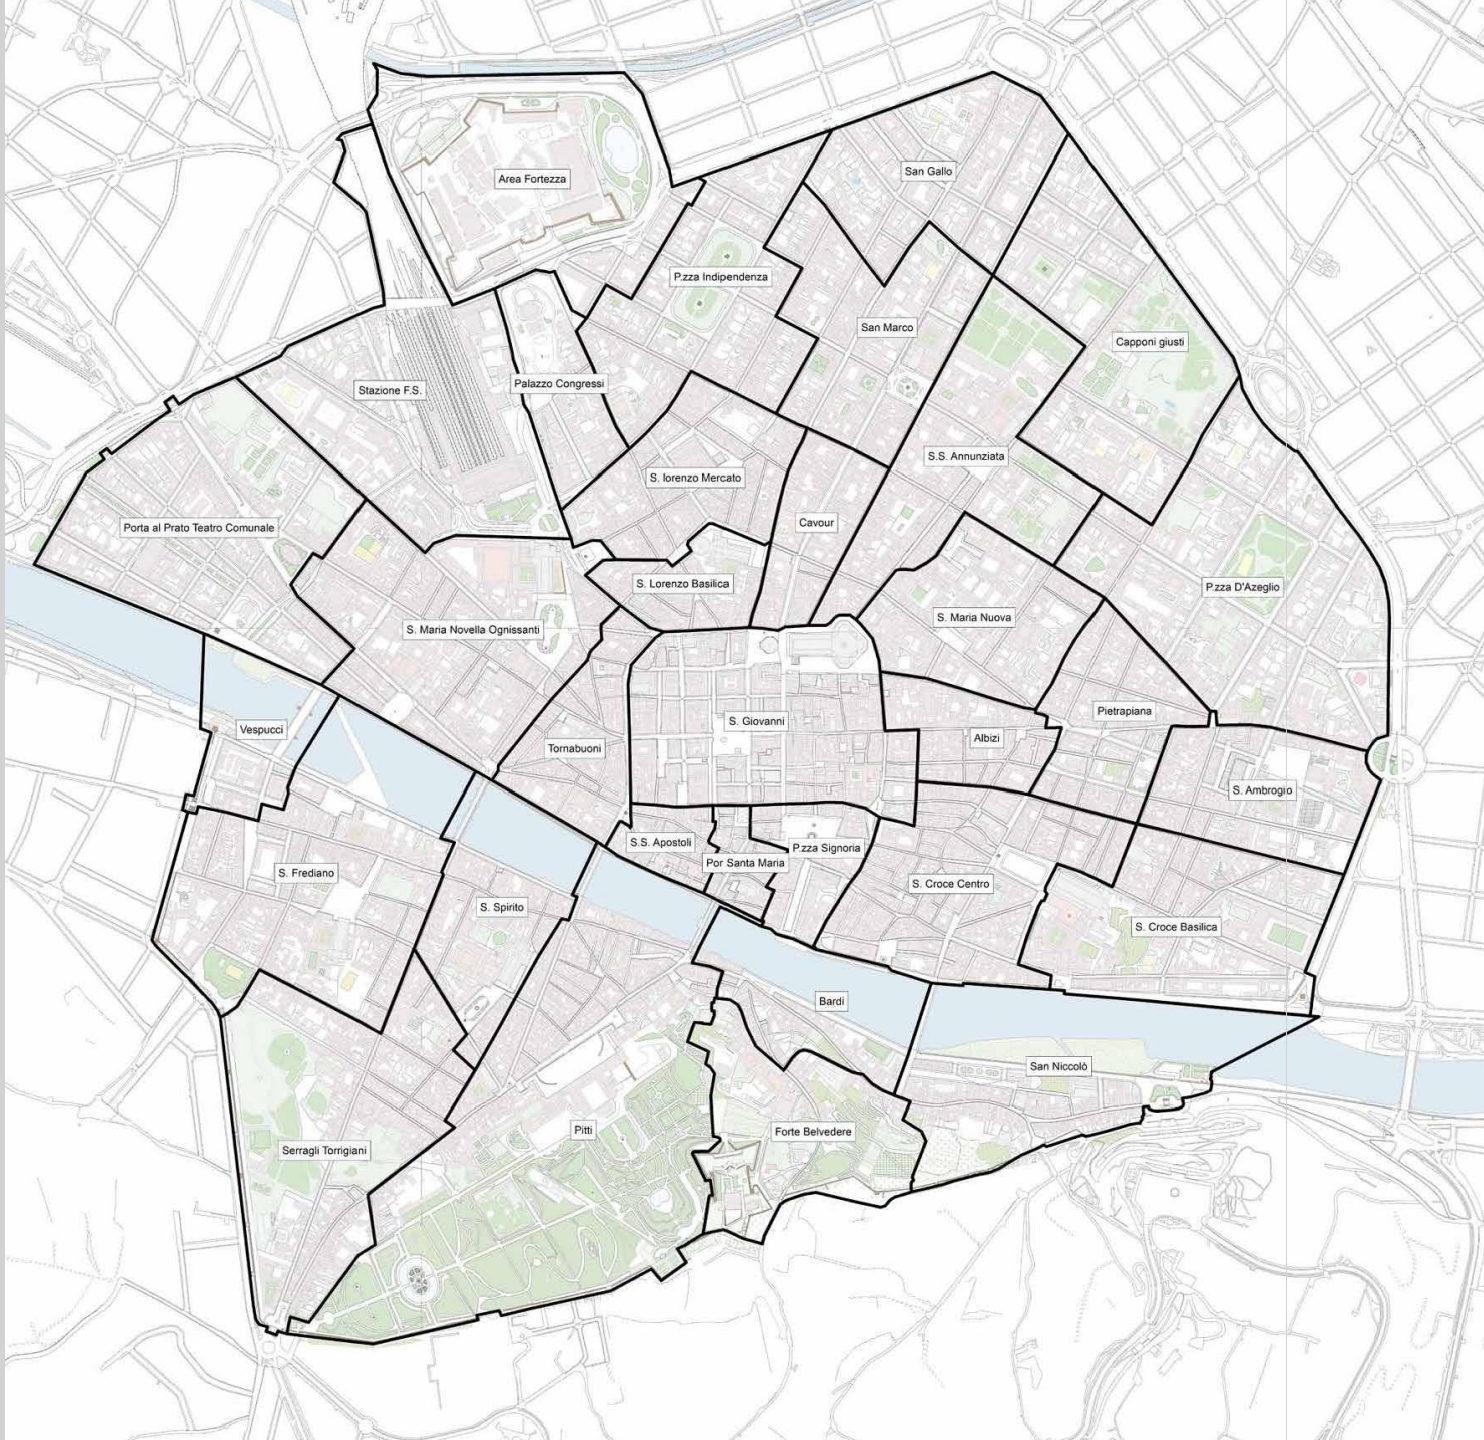 San Gallo
Area Fortezza
P.zza Indipendenza
San Marco
Capponi giusti
Stazione F.S.
Palazzo Congressi
S.S. Annunziata
S. lorenzo Mercato
Cavour
Porta al Prato Teatro Comunale
S. Lorenzo Basilica
P.zza D'Azeglio
S. Maria Nuova
S. Maria Novella Ognissanti
Pietrapiana
S. Giovanni
Vespucci
Albizi
Tornabuoni
S. Ambrogio
S.S. Apostoli
P.zza Signoria
Por Santa Maria
S. Frediano
S. Croce Centro
S. Spirito
S. Croce Basilica
Bardi
San Niccolò
Pitti
Forte Belvedere
Serragli Torrigiani